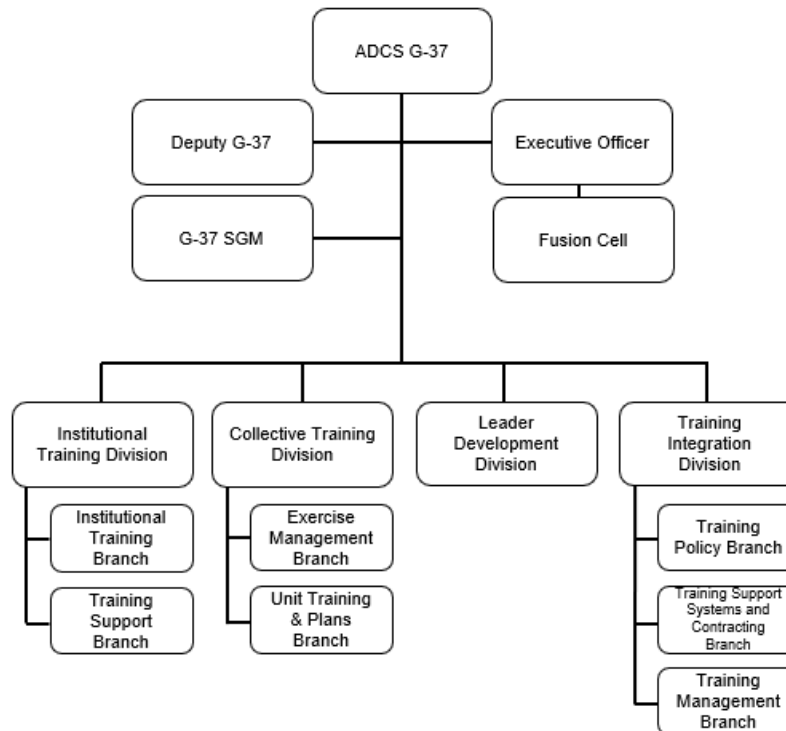 ADCS G-37
Deputy G-37
Executive Officer
G-37 SGM
Fusion Cell
Institutional
Training Division
Collective Training
Division
Leader
Development
Division
Training
Integration
Division
Institutional
Training
Branch
Training
Support
Branch
Exercise
Management
Branch
Unit Training
& Plans
Branch
Training
Policy Branch
Training Support
Systems and
Contracting
Branch
Training
Management
Branch